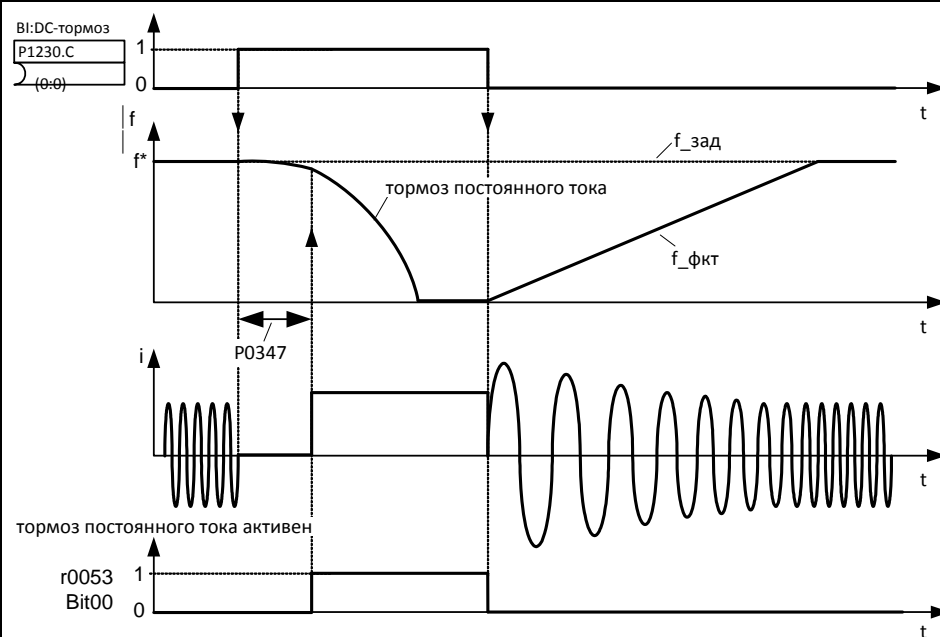 BI:DC-тормоз
P1230.C
(0:0)
1
0
t
f
f*
f_зад
тормоз постоянного тока
f_фкт
t
P0347
i
t
тормоз постоянного тока активен
r0053
Bit00
1
0
t